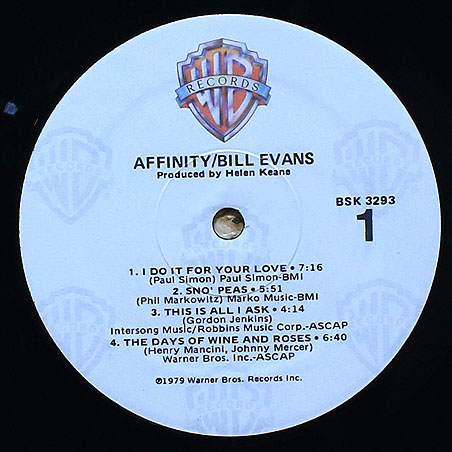 WB
RECORDS
AFFINITY/BILL EVANS
Produced by Helen Keane
BSK 3293
1
1. I DO IT FOR YOUR LOVE • 7:16
(Paul Simon) Paul Simon-BMI
2. SNO' PEAS • 5:51
(Phil Markowitz) Marko Music-BMI
3. THIS IS ALL I ASK • 4:14
(Gordon Jenkins)
Intersong Music/Robbins Music Corp.-ASCAP
4. THE DAYS OF WINE AND ROSES • 6:40
(Henry Mancini, Johnny Mercer)
Warner Bros. Inc.-ASCAP
℗1979 Warner Bros. Records Inc.